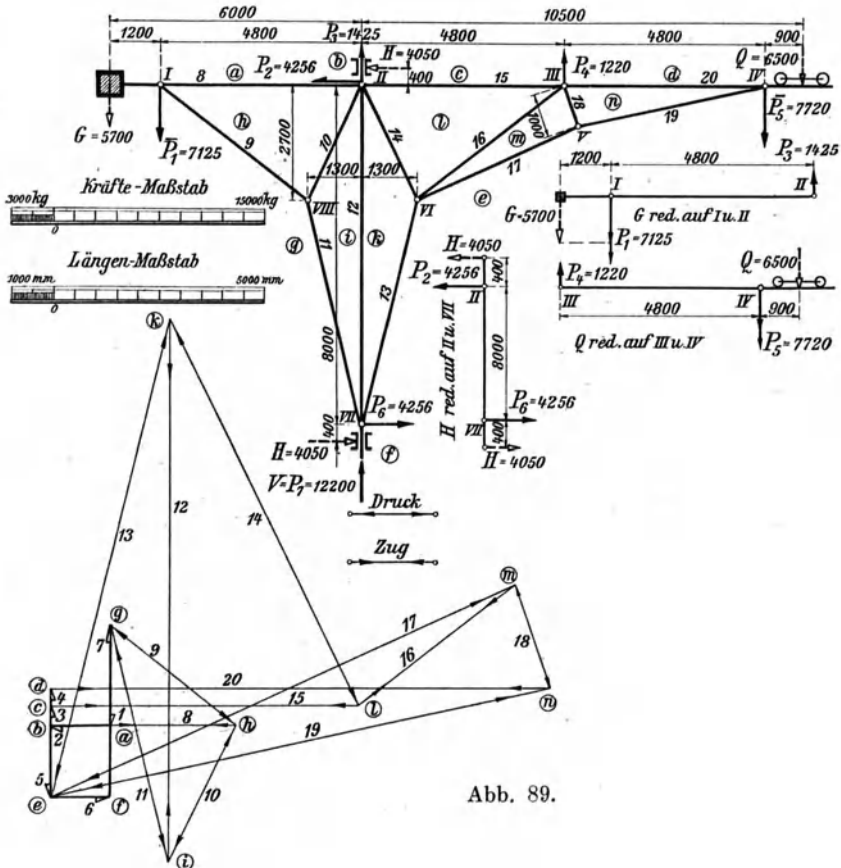 6000
10500
1200
4800
P₃=1425
4800
4800
900
P₂=4256
ⓑ
H=4050
P₄=1220
Q=6500
I
8
ⓐ
II
400
ⓒ
15
III
ⓓ
20
IV
G=5700
P̄₁=7125
ⓗ
9
2700
10
14
ⓛ
16
1000
18
ⓝ
V
19
P̄₅=7720
P₃=1425
ⓜ
17
1300
1300
VIII
VI
ⓔ
12
ⓖ
11
ⓘ
ⓚ
13
8000
400
VII
P₆=4256
H=4050
ⓕ
V=P₇=12200
Kräfte-Maßstab
3000kg
15000kg
0
Längen-Maßstab
1000 mm
5000 mm
0
H=4050
P₂=4256
400
II
H red. auf II u. VII
8000
P₆=4256
VII
400
H=4050
1200
4800
I
II
G=5700
G red. auf I u. II
P₁=7125
P₄=1220
Q=6500
III
4800
IV
900
Q red. auf III u. IV
P₅=7720
Druck
Zug
ⓚ
12
13
14
ⓜ
17
18
16
ⓖ
7
9
ⓓ
20
4
ⓒ
15
ⓛ
ⓝ
3
1
ⓑ
2
ⓐ
8
ⓗ
19
5
11
10
ⓔ
6
ⓕ
ⓘ
Abb. 89.